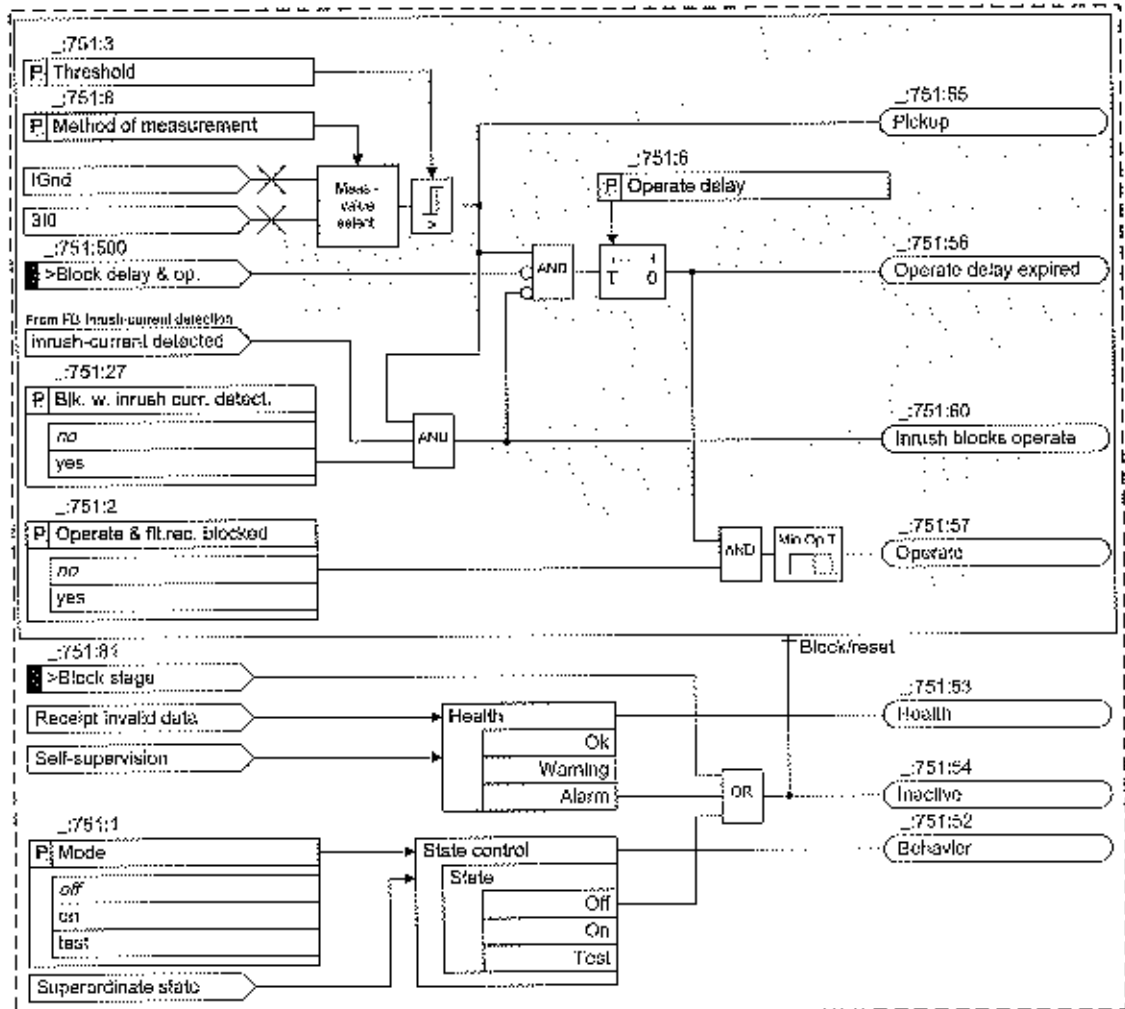 _:751:3
P Threshold
_:751:8
P Method of measurement
_:751:55
Pickup
_:751:6
P Operate delay
IGnd
3I0
Meas-
value
select
>
_:751:500
>Block delay & op.
AND
T 0
_:751:56
Operate delay expired
From FB Inrush-current detection
inrush-current detected
_:751:27
P Blk. w. inrush curr. detect.
no
yes
AND
_:751:60
Inrush blocks operate
_:751:2
P Operate & flt.rec. blocked
no
yes
AND
Min Op T
_:751:57
Operate
Block/reset
_:751:81
>Block stage
Receipt invalid data
Self-supervision
Health
Ok
Warning
Alarm
OR
_:751:53
Health
_:751:54
Inactive
_:751:52
Behavior
_:751:1
P Mode
off
on
test
State control
State
Off
On
Test
Superordinate state